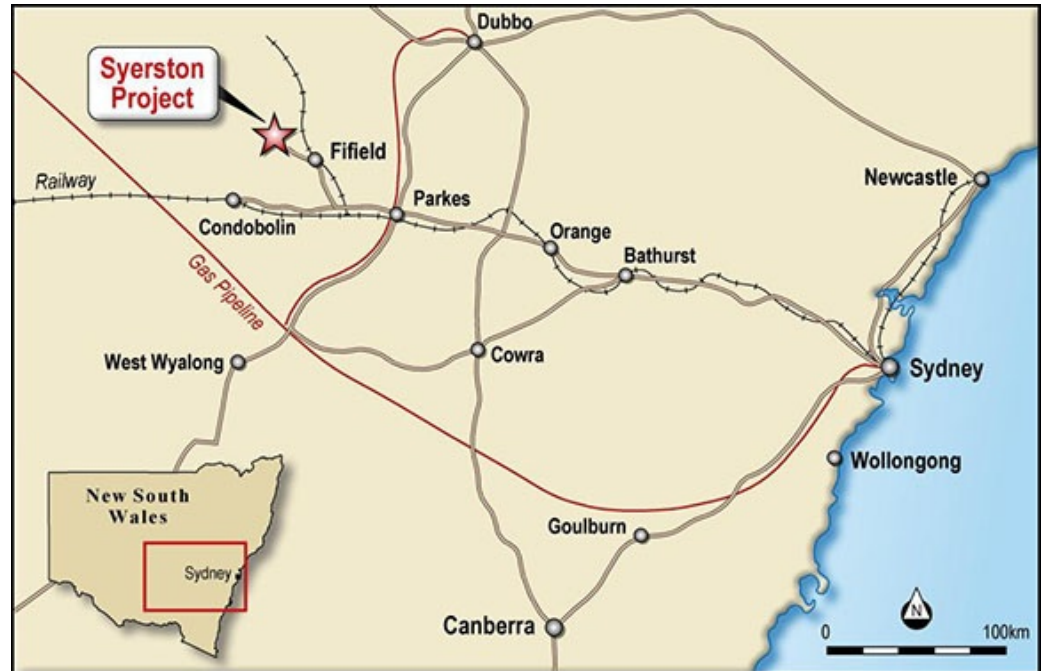 Dubbo
Syerston
Project
Fifield
Newcastle
Railway
Parkes
Condobolin
Orange
Bathurst
Gas Pipeline
West Wyalong
Cowra
Sydney
Wollongong
New South
Wales
Goulburn
Sydney
Canberra
N
0 100km